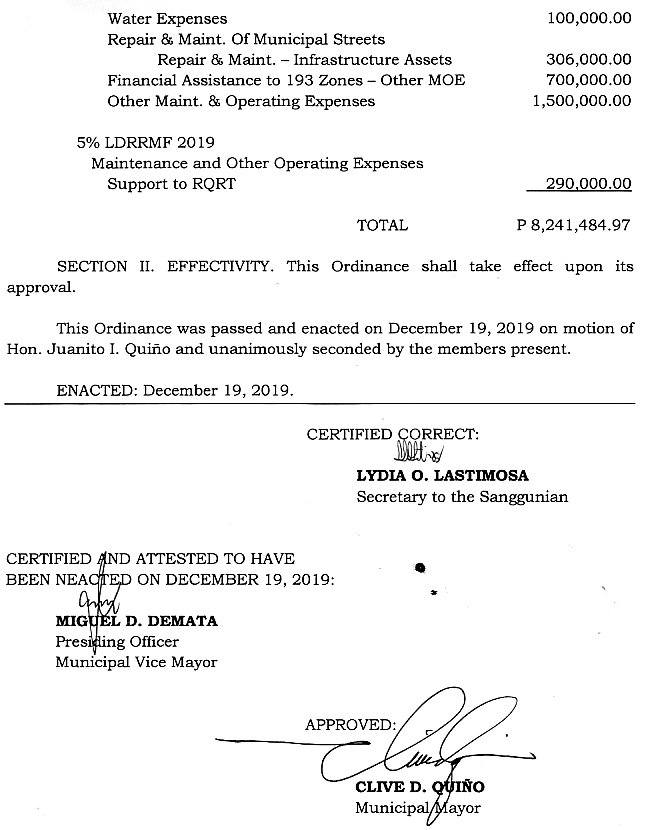 Water Expenses 100,000.00
Repair & Maint. Of Municipal Streets
Repair & Maint. – Infrastructure Assets 306,000.00
Financial Assistance to 193 Zones – Other MOE 700,000.00
Other Maint. & Operating Expenses 1,500,000.00
5% LDRRMF 2019
Maintenance and Other Operating Expenses
Support to RQRT 290,000.00
TOTAL P 8,241,484.97
SECTION II. EFFECTIVITY. This Ordinance shall take effect upon its
approval.
This Ordinance was passed and enacted on December 19, 2019 on motion of
Hon. Juanito I. Quiño and unanimously seconded by the members present.
ENACTED: December 19, 2019.
CERTIFIED CORRECT:
LYDIA O. LASTIMOSA
Secretary to the Sanggunian
CERTIFIED AND ATTESTED TO HAVE
BEEN NEACTED ON DECEMBER 19, 2019:
MIGUEL D. DEMATA
Presiding Officer
Municipal Vice Mayor
APPROVED:
CLIVE D. QUIÑO
Municipal Mayor